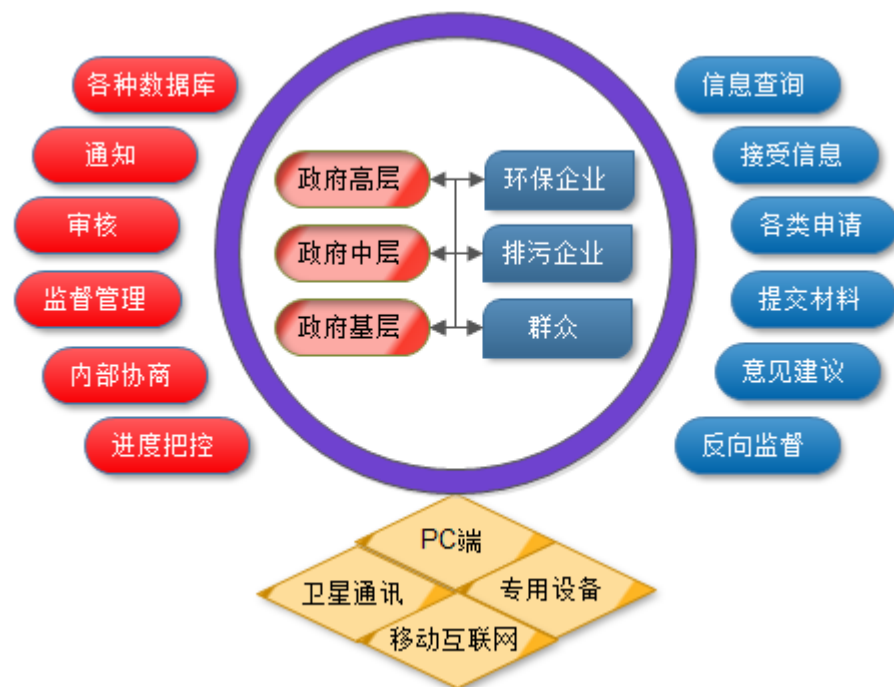 各种数据库
通知
审核
监督管理
内部协商
进度把控
政府高层
政府中层
政府基层
环保企业
排污企业
群众
信息查询
接受信息
各类申请
提交材料
意见建议
反向监督
PC端
卫星通讯
专用设备
移动互联网